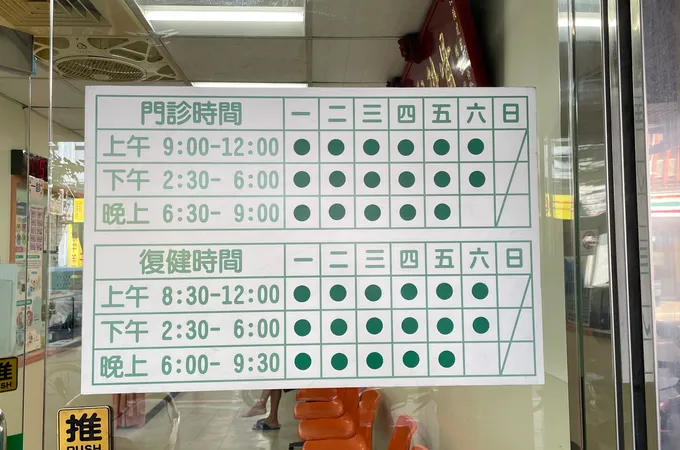 門診時間 一 二 三 四 五 六 日
上午 9:00-12:00 ● ● ● ● ● ●
下午 2:30- 6:00 ● ● ● ● ● ●
晚上 6:30- 9:00 ● ● ● ● ●
復健時間 一 二 三 四 五 六 日
上午 8:30-12:00 ● ● ● ● ● ●
下午 2:30- 6:00 ● ● ● ● ● ●
晚上 6:00- 9:30 ● ● ● ● ●
推
PUSH
推
PUSH